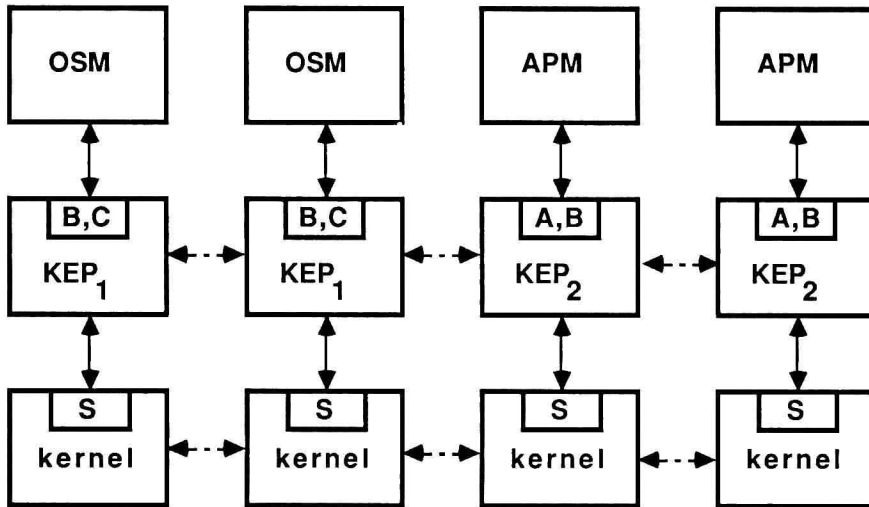 OSM OSM APM APM
B,C B,C A,B A,B
KEP1 KEP1 KEP2 KEP2
S S S S
kernel kernel kernel kernel